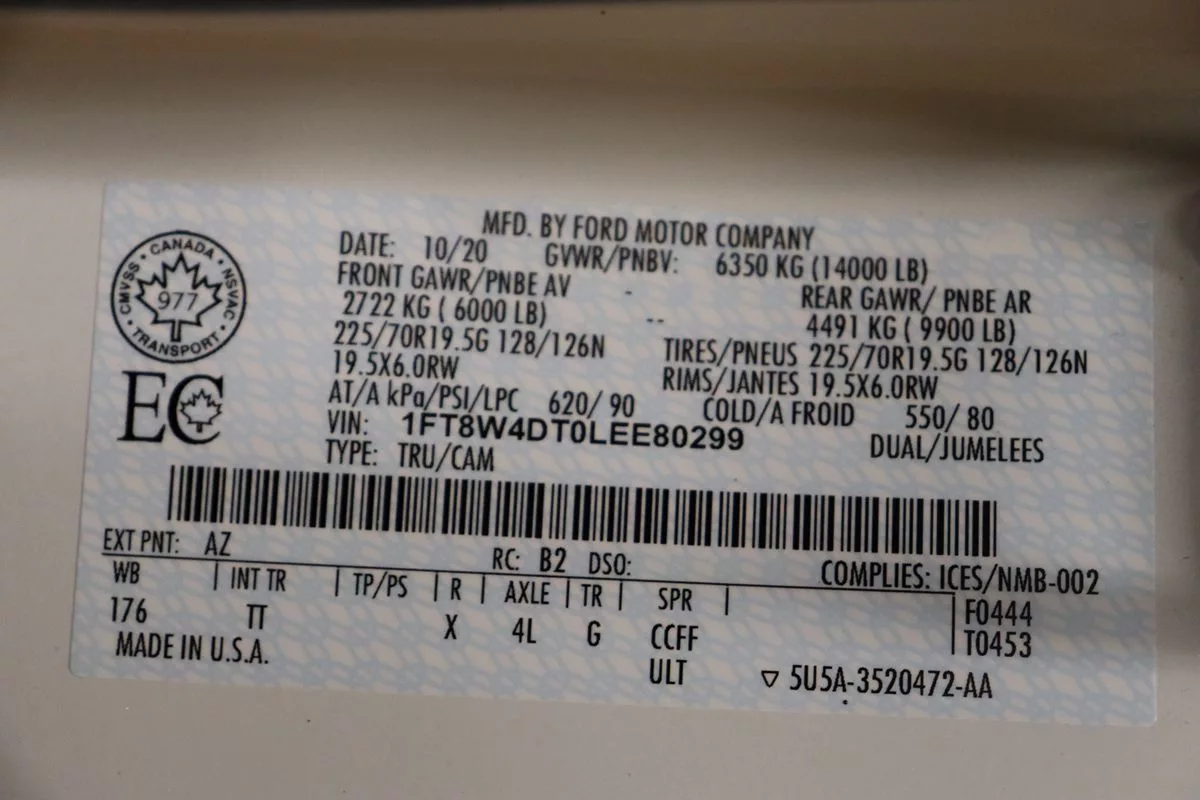 MFD. BY FORD MOTOR COMPANY
DATE: 10/20 GVWR/PNBV: 6350 KG (14000 LB)
FRONT GAWR/PNBE AV - REAR GAWR/ PNBE AR
2722 KG ( 6000 LB) -- 4491 KG ( 9900 LB)
225/70R19.5G 128/126N TIRES/PNEUS 225/70R19.5G 128/126N
19.5X6.0RW RIMS/JANTES 19.5X6.0RW
AT/A kPa/PSI/LPC 620/ 90 COLD/A FROID 550/ 80
VIN: 1FT8W4DT0LEE80299 DUAL/JUMELEES
TYPE: TRU/CAM
CANADA
CMVSS
NSVAC
977
TRANSPORT
EC
EXT PNT: AZ RC: B2 DSO: COMPLIES: ICES/NMB-002
WB | INT TR | TP/PS | R | AXLE | TR | SPR | F0444
176 TT X 4L G CCFF T0453
MADE IN U.S.A. ULT ▽ 5U5A-3520472-AA